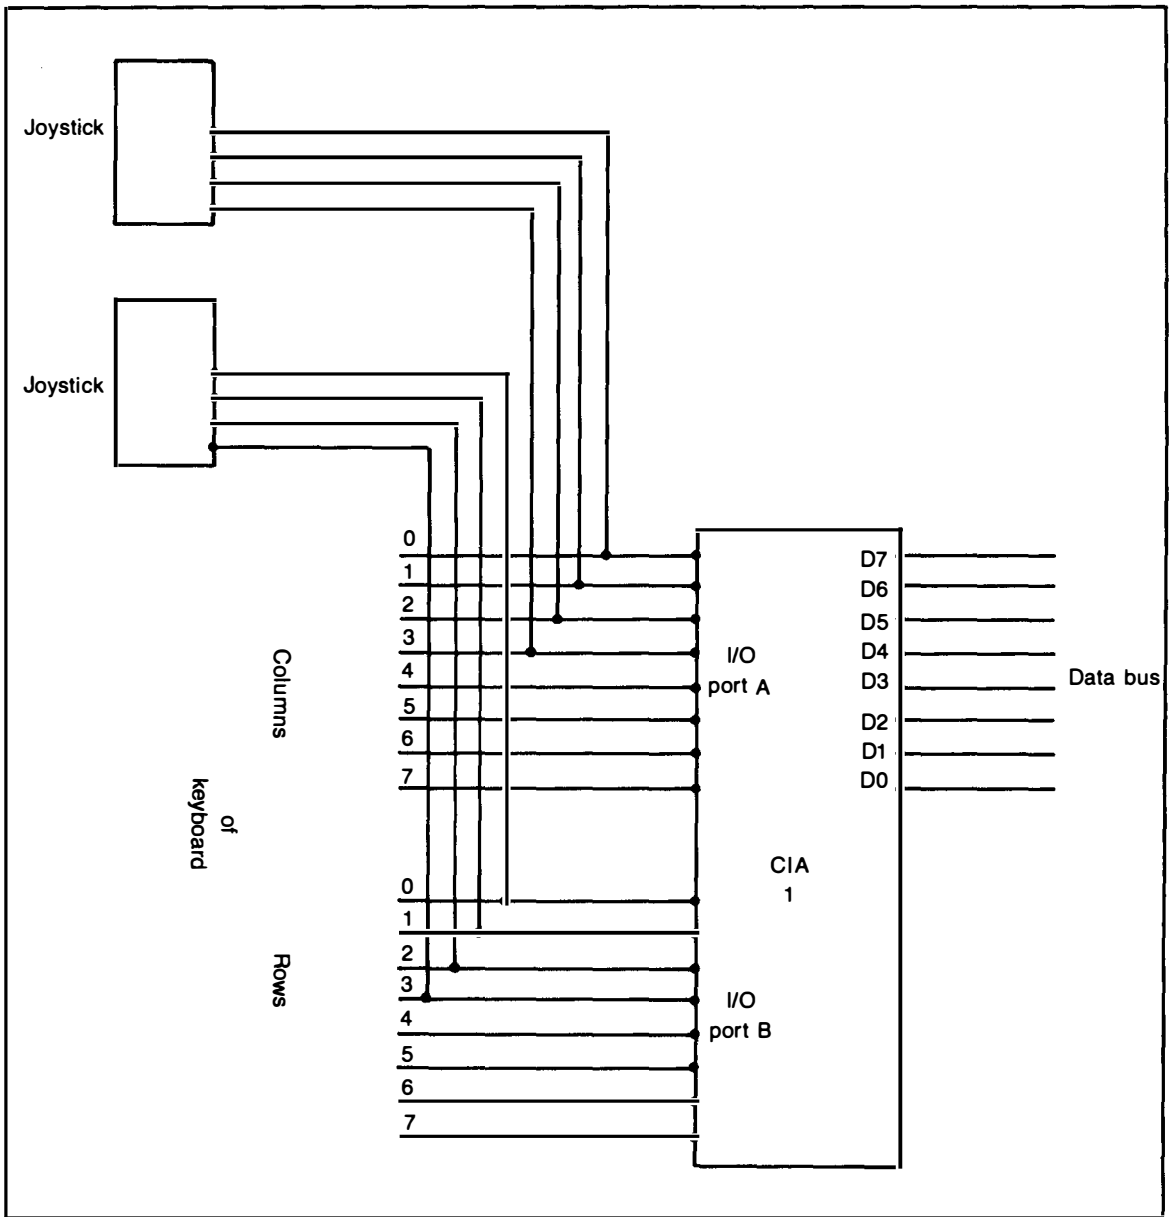 Joystick
Joystick
0
1
2
3
4
5
6
7
Columns
of
keyboard
Rows
0
1
2
3
4
5
6
7
I/O
port A
CIA
1
I/O
port B
D7
D6
D5
D4
D3
D2
D1
D0
Data bus